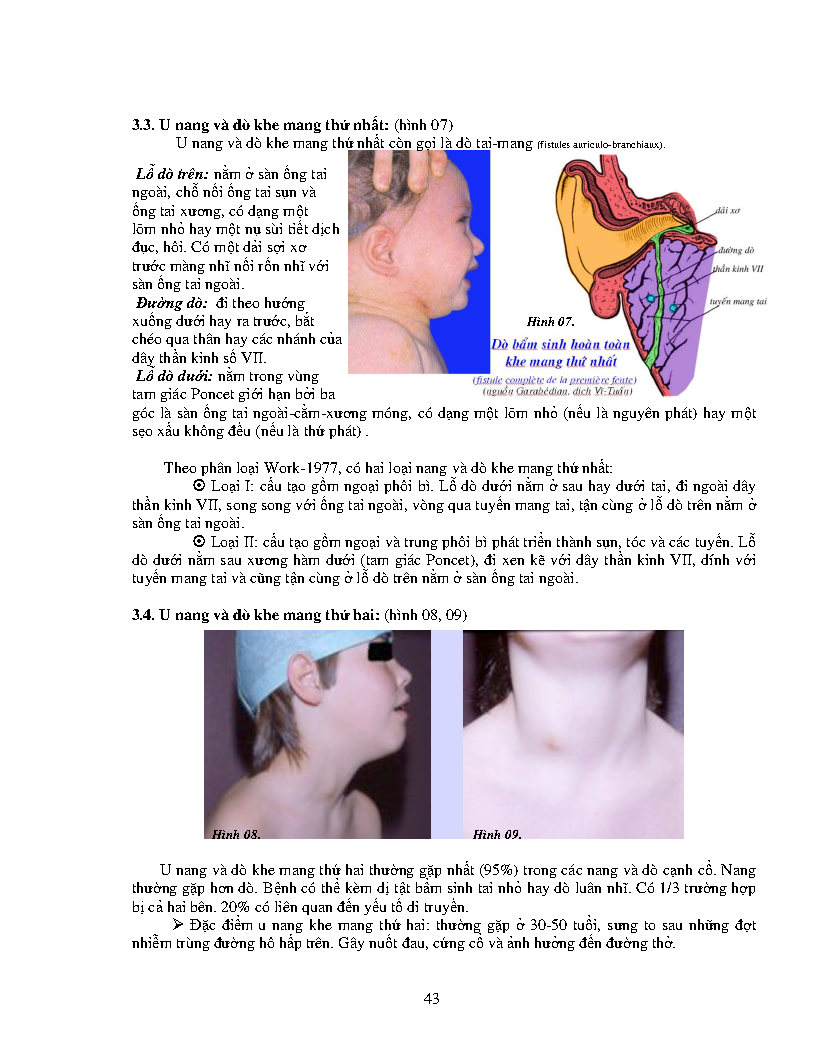 3.3. U nang và dò khe mang thứ nhất: (hình 07)
U nang và dò khe mang thứ nhất còn gọi là dò tai-mang (fistules auriculo-branchiaux).
Lỗ dò trên: nằm ở sàn ống tai
ngoài, chỗ nối ống tai sụn và
ống tai xương, có dạng một
lõm nhỏ hay một nụ sùi tiết dịch
đục, hôi. Có một dải sợi xơ
trước màng nhĩ nối rốn nhĩ với
sàn ống tai ngoài.
Đường dò: đi theo hướng
xuống dưới hay ra trước, bắt
chéo qua thân hay các nhánh của
dây thần kinh số VII.
Lỗ dò dưới: nằm trong vùng
tam giác Poncet giới hạn bởi ba
dải xơ
đường dò
thần kinh VII
tuyến mang tai
Hình 07.
Dò bẩm sinh hoàn toàn
khe mang thứ nhất
(fistule complète de la première fente)
(nguồn Garabédian, dịch Vi-Tuấn)
góc là sàn ống tai ngoài-cằm-xương móng, có dạng một lõm nhỏ (nếu là nguyên phát) hay một
sẹo xấu không đều (nếu là thứ phát) .
Theo phân loại Work-1977, có hai loại nang và dò khe mang thứ nhất:
⦿ Loại I: cấu tạo gồm ngoại phôi bì. Lỗ dò dưới nằm ở sau hay dưới tai, đi ngoài dây
thần kinh VII, song song với ống tai ngoài, vòng qua tuyến mang tai, tận cùng ở lỗ dò trên nằm ở
sàn ống tai ngoài.
⦿ Loại II: cấu tạo gồm ngoại và trung phôi bì phát triển thành sụn, tóc và các tuyến. Lỗ
dò dưới nằm sau xương hàm dưới (tam giác Poncet), đi xen kẽ với dây thần kinh VII, dính với
tuyến mang tai và cũng tận cùng ở lỗ dò trên nằm ở sàn ống tai ngoài.
3.4. U nang và dò khe mang thứ hai: (hình 08, 09)
Hình 08.
Hình 09.
U nang và dò khe mang thứ hai thường gặp nhất (95%) trong các nang và dò cạnh cổ. Nang
thường gặp hơn dò. Bệnh có thể kèm dị tật bẩm sinh tai nhỏ hay dò luân nhĩ. Có 1/3 trường hợp
bị cả hai bên. 20% có liên quan đến yếu tố di truyền.
➢ Đặc điểm u nang khe mang thứ hai: thường gặp ở 30-50 tuổi, sưng to sau những đợt
nhiễm trùng đường hô hấp trên. Gây nuốt đau, cứng cổ và ảnh hưởng đến đường thở.
43